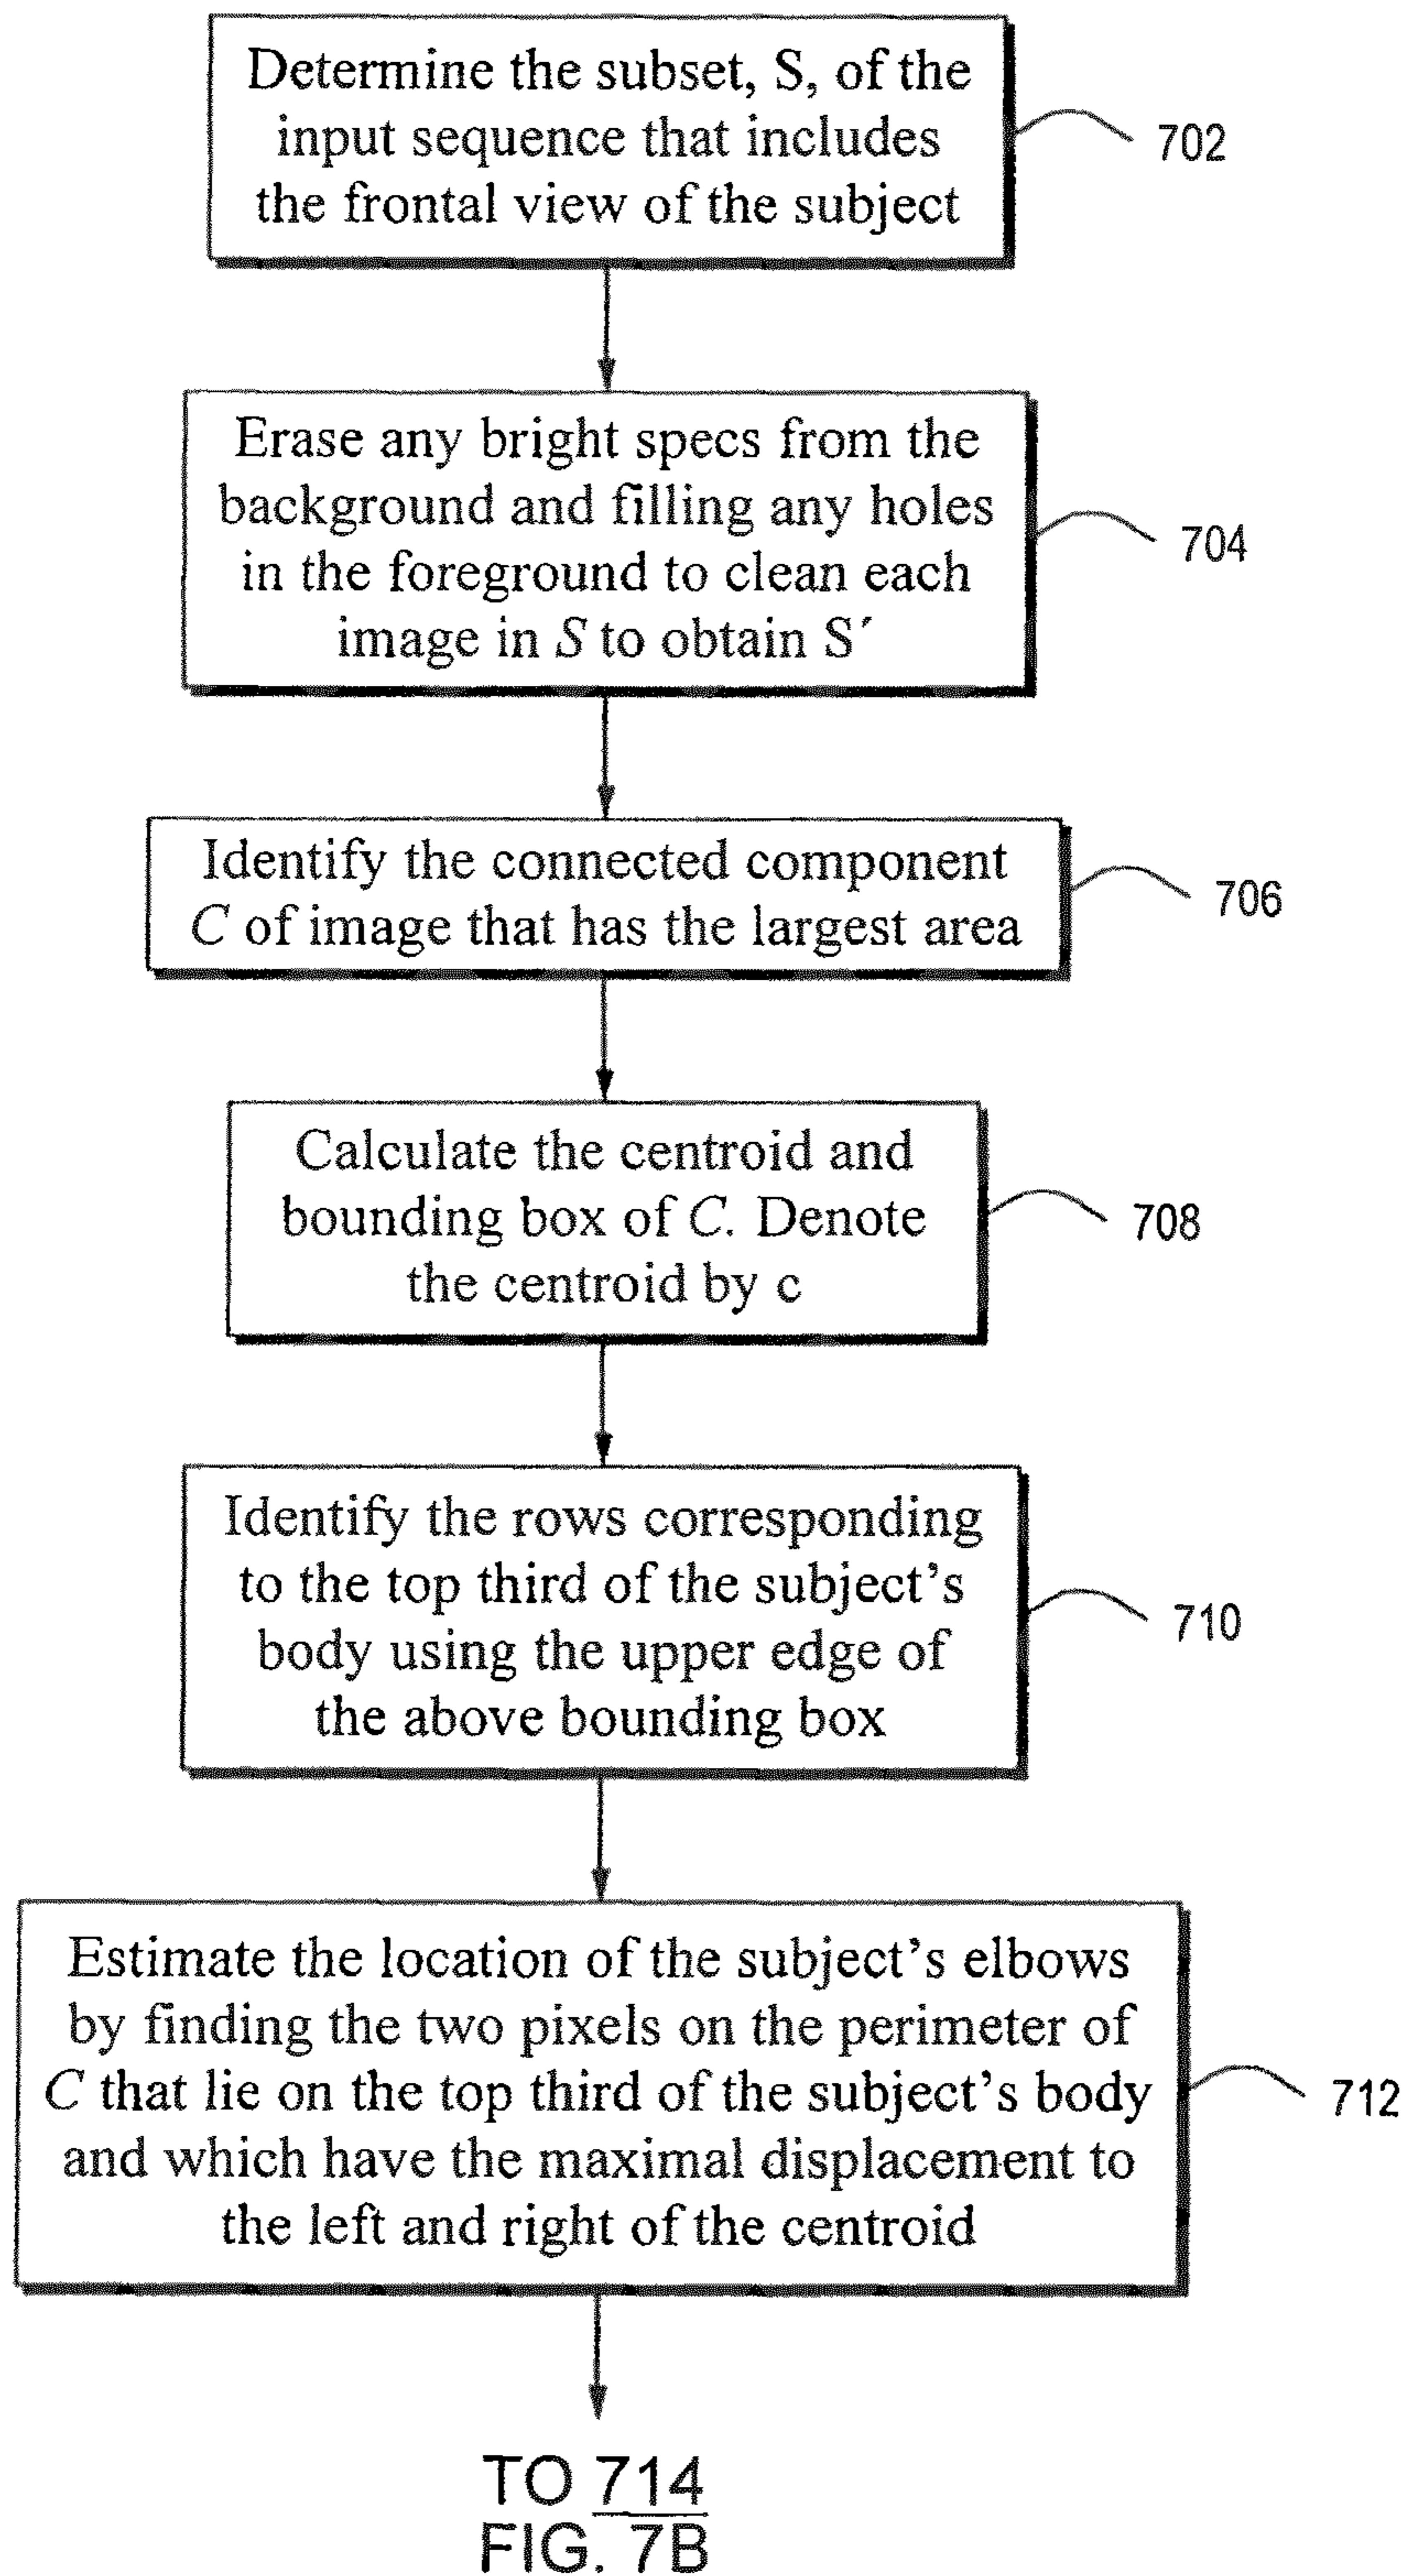 Determine the subset, S, of the
input sequence that includes
the frontal view of the subject
702
Erase any bright specs from the
background and filling any holes
in the foreground to clean each
image in S to obtain S´
704
Identify the connected component
C of image that has the largest area
706
Calculate the centroid and
bounding box of C. Denote
the centroid by c
708
Identify the rows corresponding
to the top third of the subject’s
body using the upper edge of
the above bounding box
710
Estimate the location of the subject’s elbows
by finding the two pixels on the perimeter of
C that lie on the top third of the subject’s body
and which have the maximal displacement to
the left and right of the centroid
712
TO 714
FIG. 7B